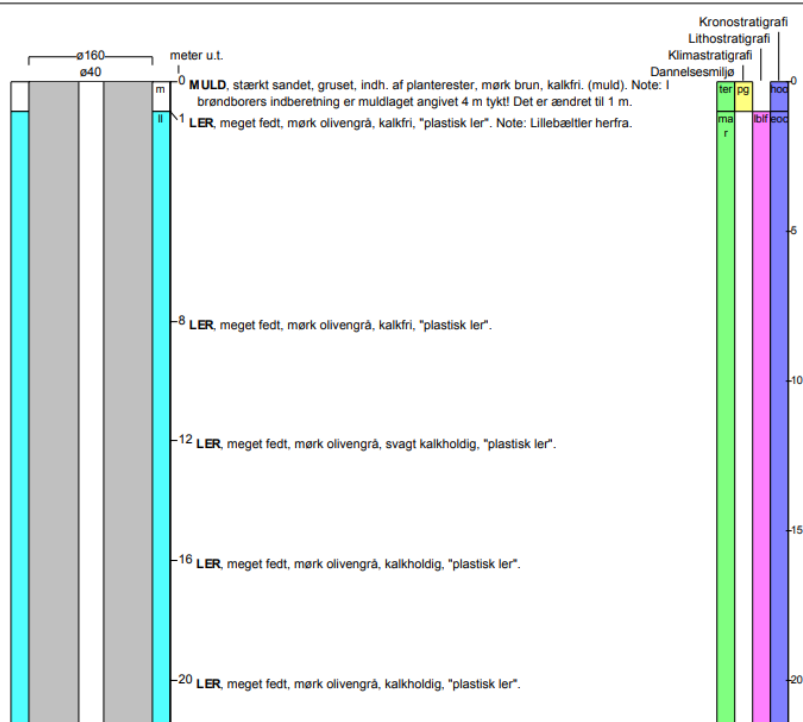 Kronostratigrafi
Lithostratigrafi
ø160 meter u.t. Klimastratigrafi
ø40 Dannelsesmiljø
m 0 MULD, stærkt sandet, gruset, indh. af planterester, mørk brun, kalkfri. (muld). Note: I ter pg hod 0
brøndborers indberetning er muldlaget angivet 4 m tykt! Det er ændret til 1 m.
ll 1 LER, meget fedt, mørk olivengrå, kalkfri, "plastisk ler". Note: Lillebæltler herfra. ma lblf eoc
r
5
8 LER, meget fedt, mørk olivengrå, kalkfri, "plastisk ler".
10
12 LER, meget fedt, mørk olivengrå, svagt kalkholdig, "plastisk ler".
15
16 LER, meget fedt, mørk olivengrå, kalkholdig, "plastisk ler".
20 LER, meget fedt, mørk olivengrå, kalkholdig, "plastisk ler". 20